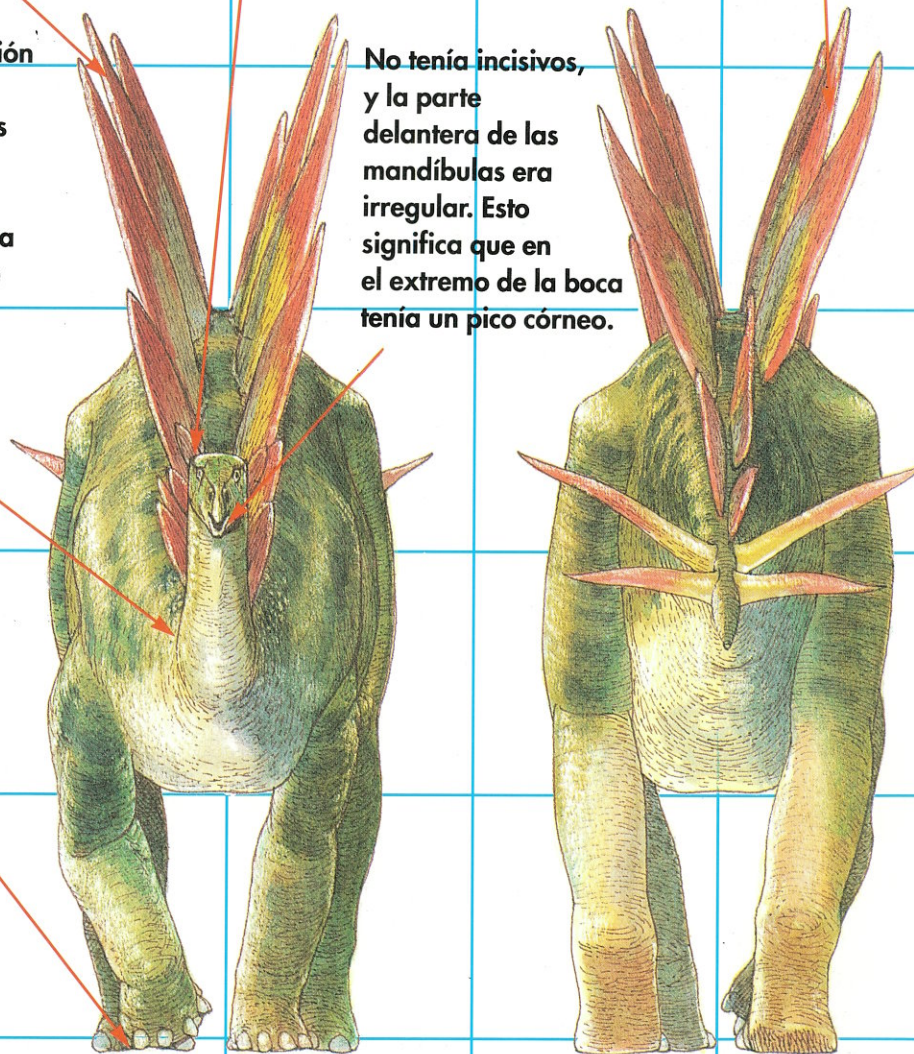 ión
s
a
No tenía incisivos,
y la parte
delantera de las
mandíbulas era
irregular. Esto
significa que en
el extremo de la boca
tenía un pico córneo.